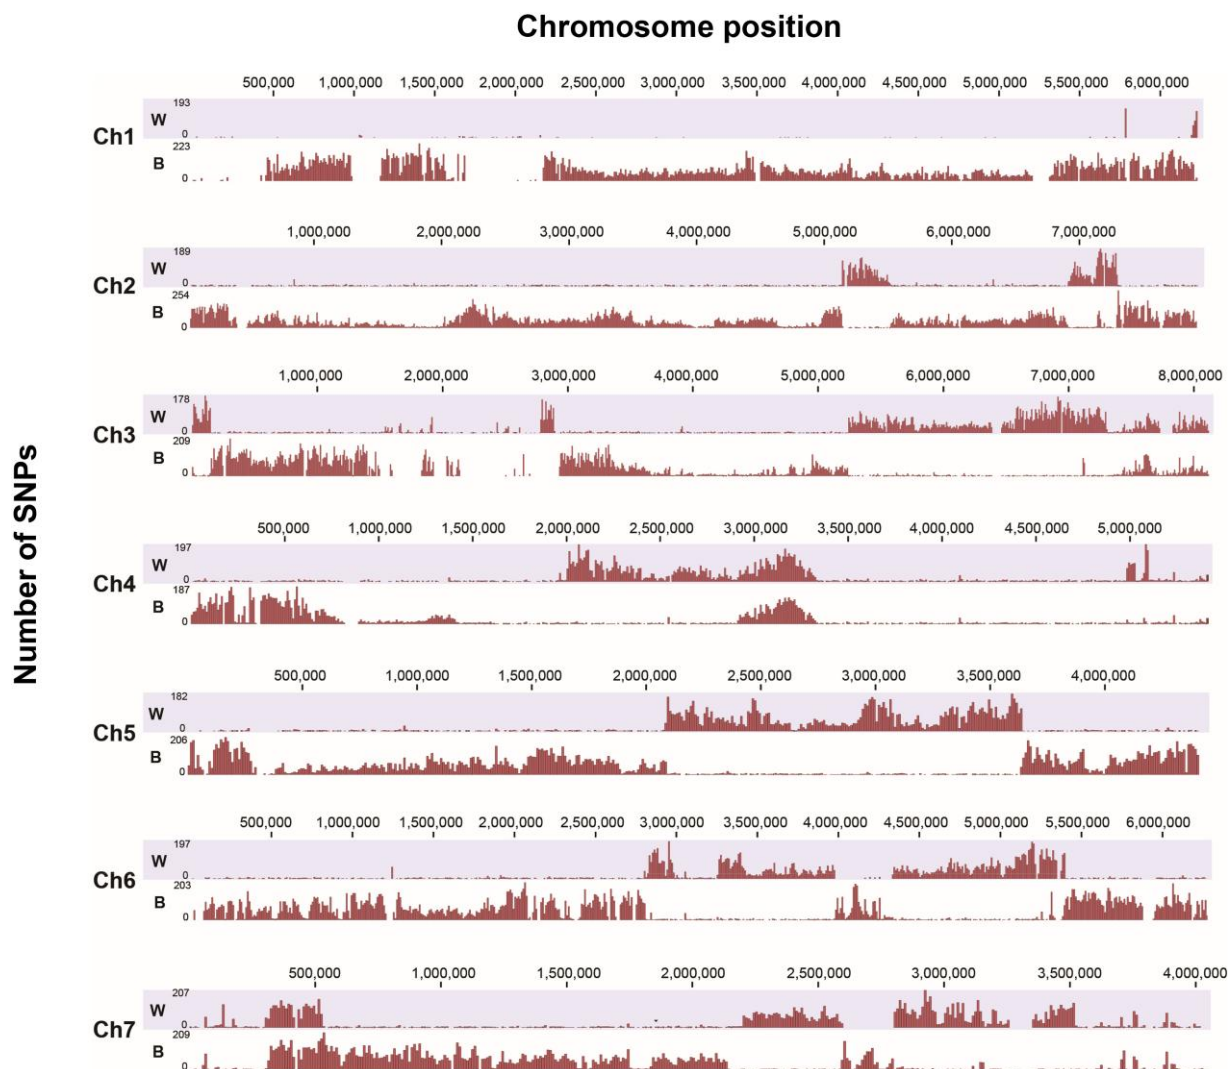 Chromosome position
Number of SNPs
500,000 1,000,000 1,500,000 2,000,000 2,500,000 3,000,000 3,500,000 4,000,000 4,500,000 5,000,000 5,500,000 6,000,000
Ch1
W 193 0
B 223 0
1,000,000 2,000,000 3,000,000 4,000,000 5,000,000 6,000,000 7,000,000
Ch2
W 189 0
B 254 0
1,000,000 2,000,000 3,000,000 4,000,000 5,000,000 6,000,000 7,000,000 8,000,000
Ch3
W 178 0
B 209 0
500,000 1,000,000 1,500,000 2,000,000 2,500,000 3,000,000 3,500,000 4,000,000 4,500,000 5,000,000
Ch4
W 197 0
B 187 0
500,000 1,000,000 1,500,000 2,000,000 2,500,000 3,000,000 3,500,000 4,000,000
Ch5
W 182 0
B 206 0
500,000 1,000,000 1,500,000 2,000,000 2,500,000 3,000,000 3,500,000 4,000,000 4,500,000 5,000,000 5,500,000 6,000,000
Ch6
W 197 0
B 203 0
500,000 1,000,000 1,500,000 2,000,000 2,500,000 3,000,000 3,500,000 4,000,000
Ch7
W 207 0
B 209 0